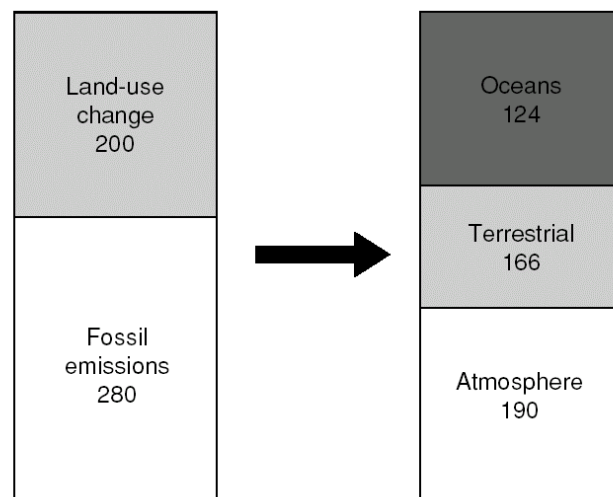 Land-use
change
200
Fossil
emissions
280
Oceans
124
Terrestrial
166
Atmosphere
190